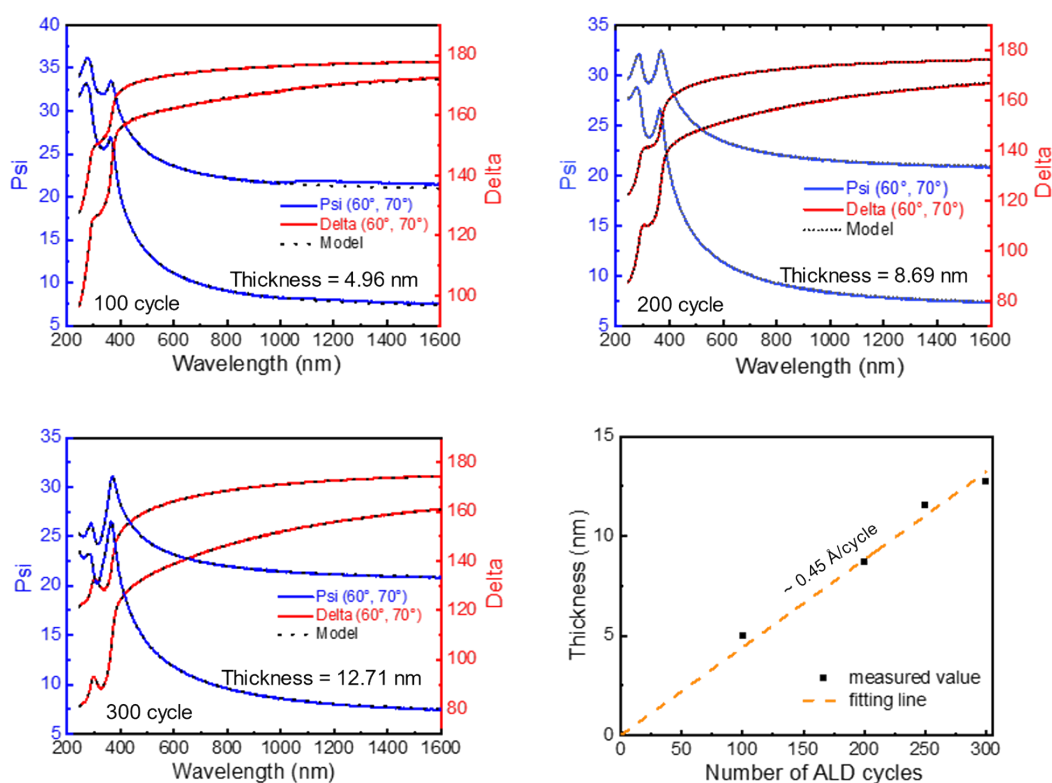 40
35
30
25
20
15
10
5
Psi
180
160
140
120
100
Delta
Psi (60°, 70°)
Delta (60°, 70°)
Model
Thickness = 4.96 nm
100 cycle
200 400 600 800 1000 1200 1400 1600
Wavelength (nm)
35
30
25
20
15
10
5
Psi
180
160
140
120
100
80
Delta
Psi (60°, 70°)
Delta (60°, 70°)
Model
Thickness = 8.69 nm
200 cycle
200 400 600 800 1000 1200 1400 1600
Wavelength (nm)
35
30
25
20
15
10
5
Psi
180
160
140
120
100
80
Delta
Psi (60°, 70°)
Delta (60°, 70°)
Model
Thickness = 12.71 nm
300 cycle
200 400 600 800 1000 1200 1400 1600
Wavelength (nm)
15
10
5
0
Thickness (nm)
~ 0.45 Å/cycle
measured value
fitting line
0 50 100 150 200 250 300
Number of ALD cycles